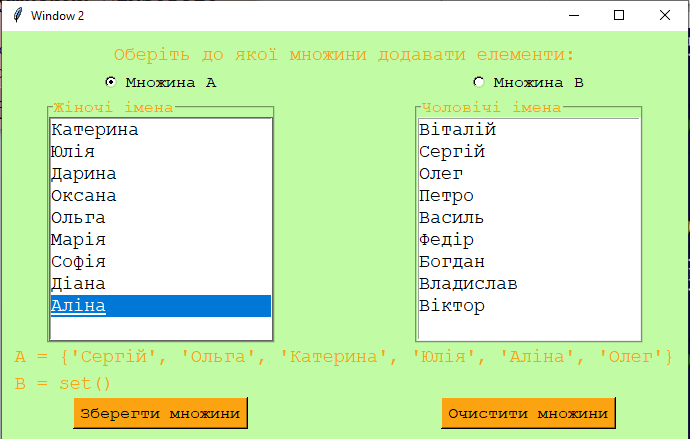 Window 2
Оберіть до якої множини додавати елементи:
Множина A
Множина B
Жіночі імена
Чоловічі імена
Катерина
Юлія
Дарина
Оксана
Ольга
Марія
Софія
Діана
Аліна
Віталій
Сергій
Олег
Петро
Василь
Федір
Богдан
Владислав
Віктор
A = {'Сергій', 'Ольга', 'Катерина', 'Юлія', 'Аліна', 'Олег'}
B = set()
Зберегти множини
Очистити множини